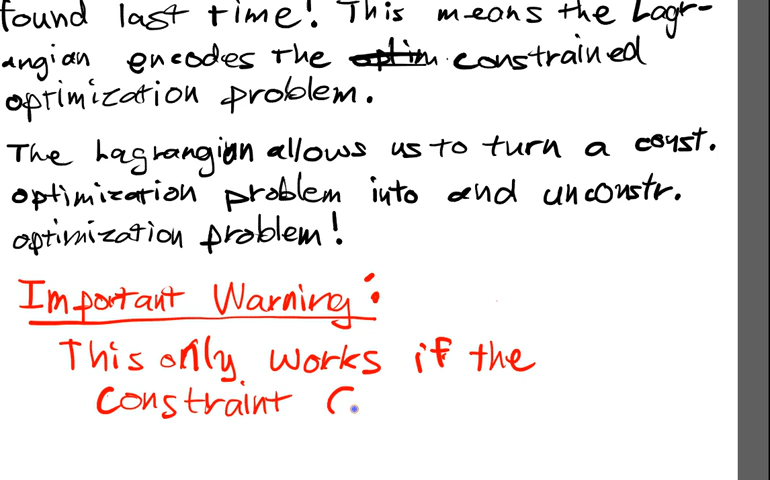 found last time! This means the Lagr-
angian encodes the constrained
optimization problem.
The Lagrangian allows us to turn a const.
optimization problem into and unconstr.
optimization problem!
Important Warning:
This only works if the
constraint (